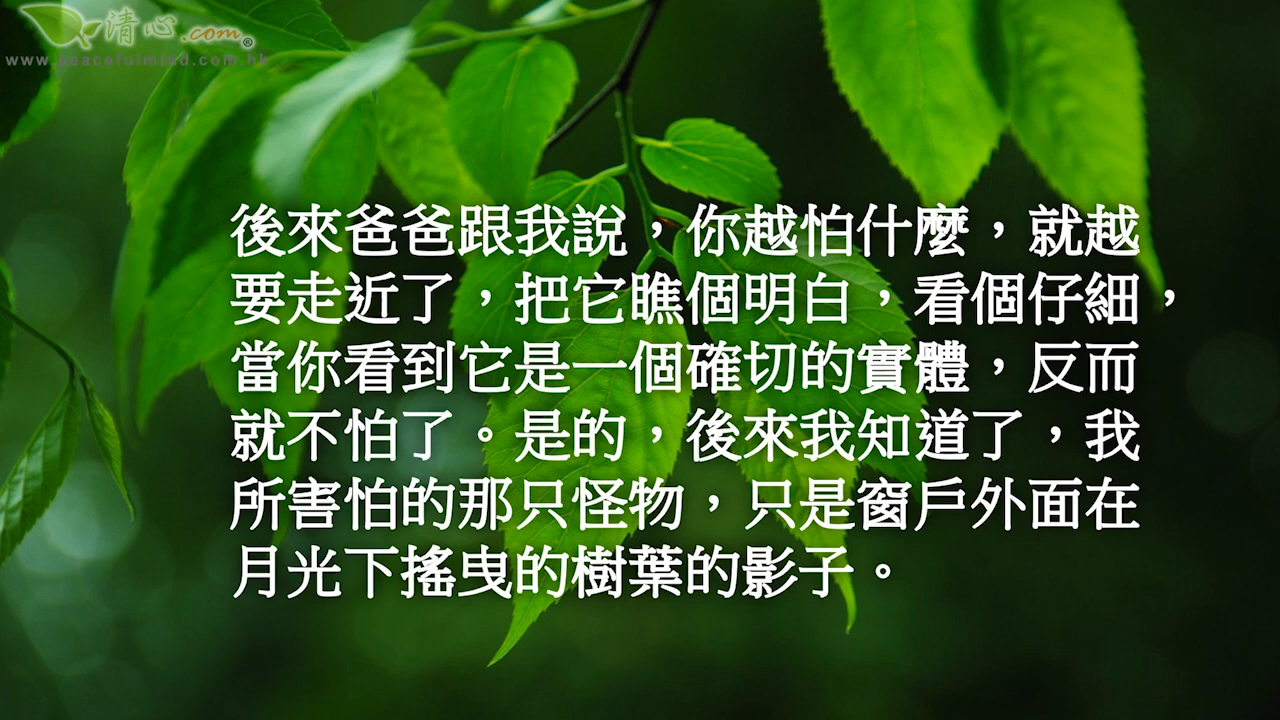 清心.com®
www.peacefulmind.com.hk
後來爸爸跟我說，你越怕什麼，就越
要走近了，把它瞧個明白，看個仔細，
當你看到它是一個確切的實體，反而
就不怕了。是的，後來我知道了，我
所害怕的那只怪物，只是窗戶外面在
月光下搖曳的樹葉的影子。